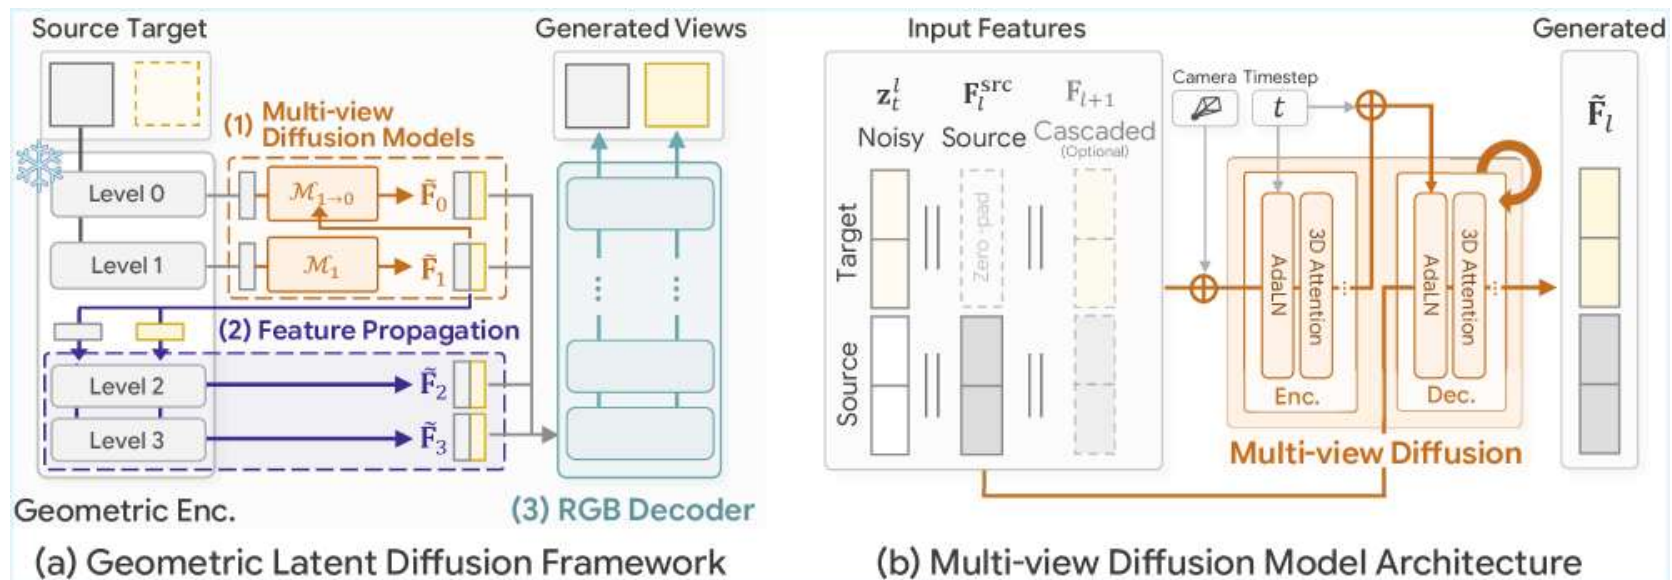 Source Target
Generated Views
(1) Multi-view
Diffusion Models
Level 0
M₁→₀
F̃₀
Level 1
M₁
F̃₁
(2) Feature Propagation
Level 2
F̃₂
Level 3
F̃₃
Geometric Enc.
(3) RGB Decoder
(a) Geometric Latent Diffusion Framework
Input Features
Generated
z_t^l
F_l^src
F_{l+1}
Noisy
Source
Cascaded
(Optional)
Target
Zero-pad
Source
Camera Timestep
t
AdaLN
3D Attention
...
Enc.
AdaLN
3D Attention
...
Dec.
Multi-view Diffusion
F̃_l
(b) Multi-view Diffusion Model Architecture